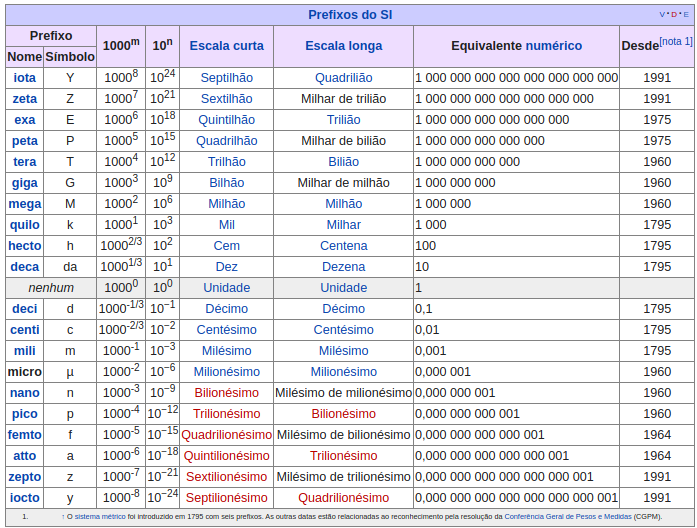 Prefixos do SI V • D • E
Prefixo 1000m 10n Escala curta Escala longa Equivalente numérico Desde[nota 1]
Nome Símbolo
iota Y 1000^8 10^24 Septilhão Quadrilião 1 000 000 000 000 000 000 000 000 1991
zeta Z 1000^7 10^21 Sextilhão Milhar de trilião 1 000 000 000 000 000 000 000 1991
exa E 1000^6 10^18 Quintilhão Trilião 1 000 000 000 000 000 000 1975
peta P 1000^5 10^15 Quadrilhão Milhar de bilião 1 000 000 000 000 000 1975
tera T 1000^4 10^12 Trilhão Bilião 1 000 000 000 000 1960
giga G 1000^3 10^9 Bilhão Milhar de milhão 1 000 000 000 1960
mega M 1000^2 10^6 Milhão Milhão 1 000 000 1960
quilo k 1000^1 10^3 Mil Milhar 1 000 1795
hecto h 1000^2/3 10^2 Cem Centena 100 1795
deca da 1000^1/3 10^1 Dez Dezena 10 1795
nenhum 1000^0 10^0 Unidade Unidade 1
deci d 1000^-1/3 10^−1 Décimo Décimo 0,1 1795
centi c 1000^-2/3 10^−2 Centésimo Centésimo 0,01 1795
mili m 1000^-1 10^−3 Milésimo Milésimo 0,001 1795
micro µ 1000^-2 10^−6 Milionésimo Milionésimo 0,000 001 1960
nano n 1000^-3 10^−9 Bilionésimo Milésimo de milionésimo 0,000 000 001 1960
pico p 1000^-4 10^−12 Trilionésimo Bilionésimo 0,000 000 000 001 1960
femto f 1000^-5 10^−15 Quadrilionésimo Milésimo de bilionésimo 0,000 000 000 000 001 1964
atto a 1000^-6 10^−18 Quintilionésimo Trilionésimo 0,000 000 000 000 000 001 1964
zepto z 1000^-7 10^−21 Sextilionésimo Milésimo de trilionésimo 0,000 000 000 000 000 000 001 1991
iocto y 1000^-8 10^−24 Septilionésimo Quadrilionésimo 0,000 000 000 000 000 000 000 001 1991
1. ↑ O sistema métrico foi introduzido em 1795 com seis prefixos. As outras datas estão relacionadas ao reconhecimento pela resolução da Conferência Geral de Pesos e Medidas (CGPM).